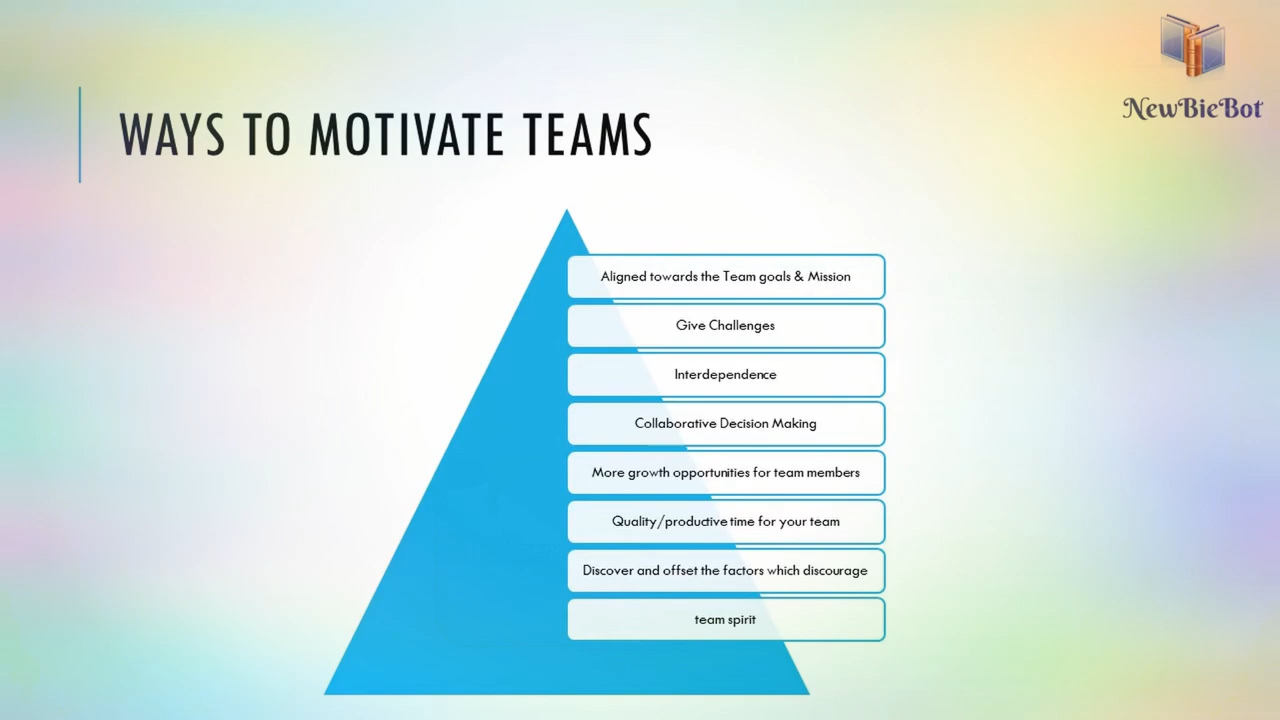 NewBieBot
WAYS TO MOTIVATE TEAMS
Aligned towards the Team goals & Mission
Give Challenges
Interdependence
Collaborative Decision Making
More growth opportunities for team members
Quality/productive time for your team
Discover and offset the factors which discourage
team spirit